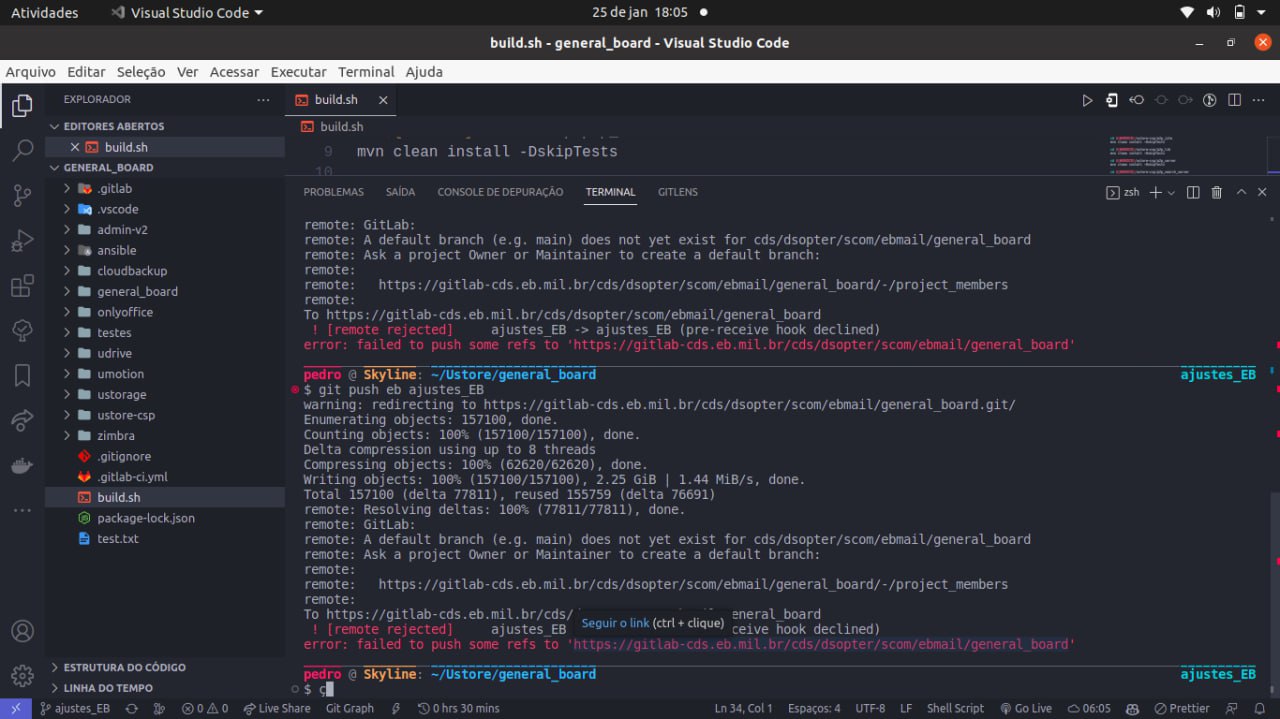 Atividades
Visual Studio Code
25 de jan 18:05
build.sh - general_board - Visual Studio Code
Arquivo Editar Seleção Ver Acessar Executar Terminal Ajuda
EXPLORADOR
build.sh
EDITORES ABERTOS
build.sh
GENERAL_BOARD
.gitlab
.vscode
admin-v2
ansible
cloudbackup
general_board
onlyoffice
testes
udrive
umotion
ustorage
ustore-csp
zimbra
.gitignore
.gitlab-ci.yml
build.sh
package-lock.json
test.txt
ESTRUTURA DO CÓDIGO
LINHA DO TEMPO
build.sh
9 mvn clean install -DskipTests
10
PROBLEMAS SAÍDA CONSOLE DE DEPURAÇÃO TERMINAL GITLENS
zsh
remote: GitLab:
remote: A default branch (e.g. main) does not yet exist for cds/dsopter/scom/ebmail/general_board
remote: Ask a project Owner or Maintainer to create a default branch:
remote:
remote:   https://gitlab-cds.eb.mil.br/cds/dsopter/scom/ebmail/general_board/-/project_members
remote:
To https://gitlab-cds.eb.mil.br/cds/dsopter/scom/ebmail/general_board
! [remote rejected]     ajustes_EB -> ajustes_EB (pre-receive hook declined)
error: failed to push some refs to 'https://gitlab-cds.eb.mil.br/cds/dsopter/scom/ebmail/general_board'
pedro @ Skyline: ~/Ustore/general_board ajustes_EB
$ git push eb ajustes_EB
warning: redirecting to https://gitlab-cds.eb.mil.br/cds/dsopter/scom/ebmail/general_board.git/
Enumerating objects: 157100, done.
Counting objects: 100% (157100/157100), done.
Delta compression using up to 8 threads
Compressing objects: 100% (62620/62620), done.
Writing objects: 100% (157100/157100), 2.25 GiB | 1.44 MiB/s, done.
Total 157100 (delta 77811), reused 155759 (delta 76691)
remote: Resolving deltas: 100% (77811/77811), done.
remote: GitLab:
remote: A default branch (e.g. main) does not yet exist for cds/dsopter/scom/ebmail/general_board
remote: Ask a project Owner or Maintainer to create a default branch:
remote:
remote:   https://gitlab-cds.eb.mil.br/cds/dsopter/scom/ebmail/general_board/-/project_members
remote:
To https://gitlab-cds.eb.mil.br/cds/ general_board
Seguir o link (ctrl + clique)
! [remote rejected]     ajustes_EB receive hook declined)
error: failed to push some refs to 'https://gitlab-cds.eb.mil.br/cds/dsopter/scom/ebmail/general_board'
pedro @ Skyline: ~/Ustore/general_board ajustes_EB
$ ç
ajustes_EB 0 0 Live Share Git Graph 0 hrs 30 mins Ln 34, Col 1 Espaços: 4 UTF-8 LF Shell Script Go Live 06:05 Prettier